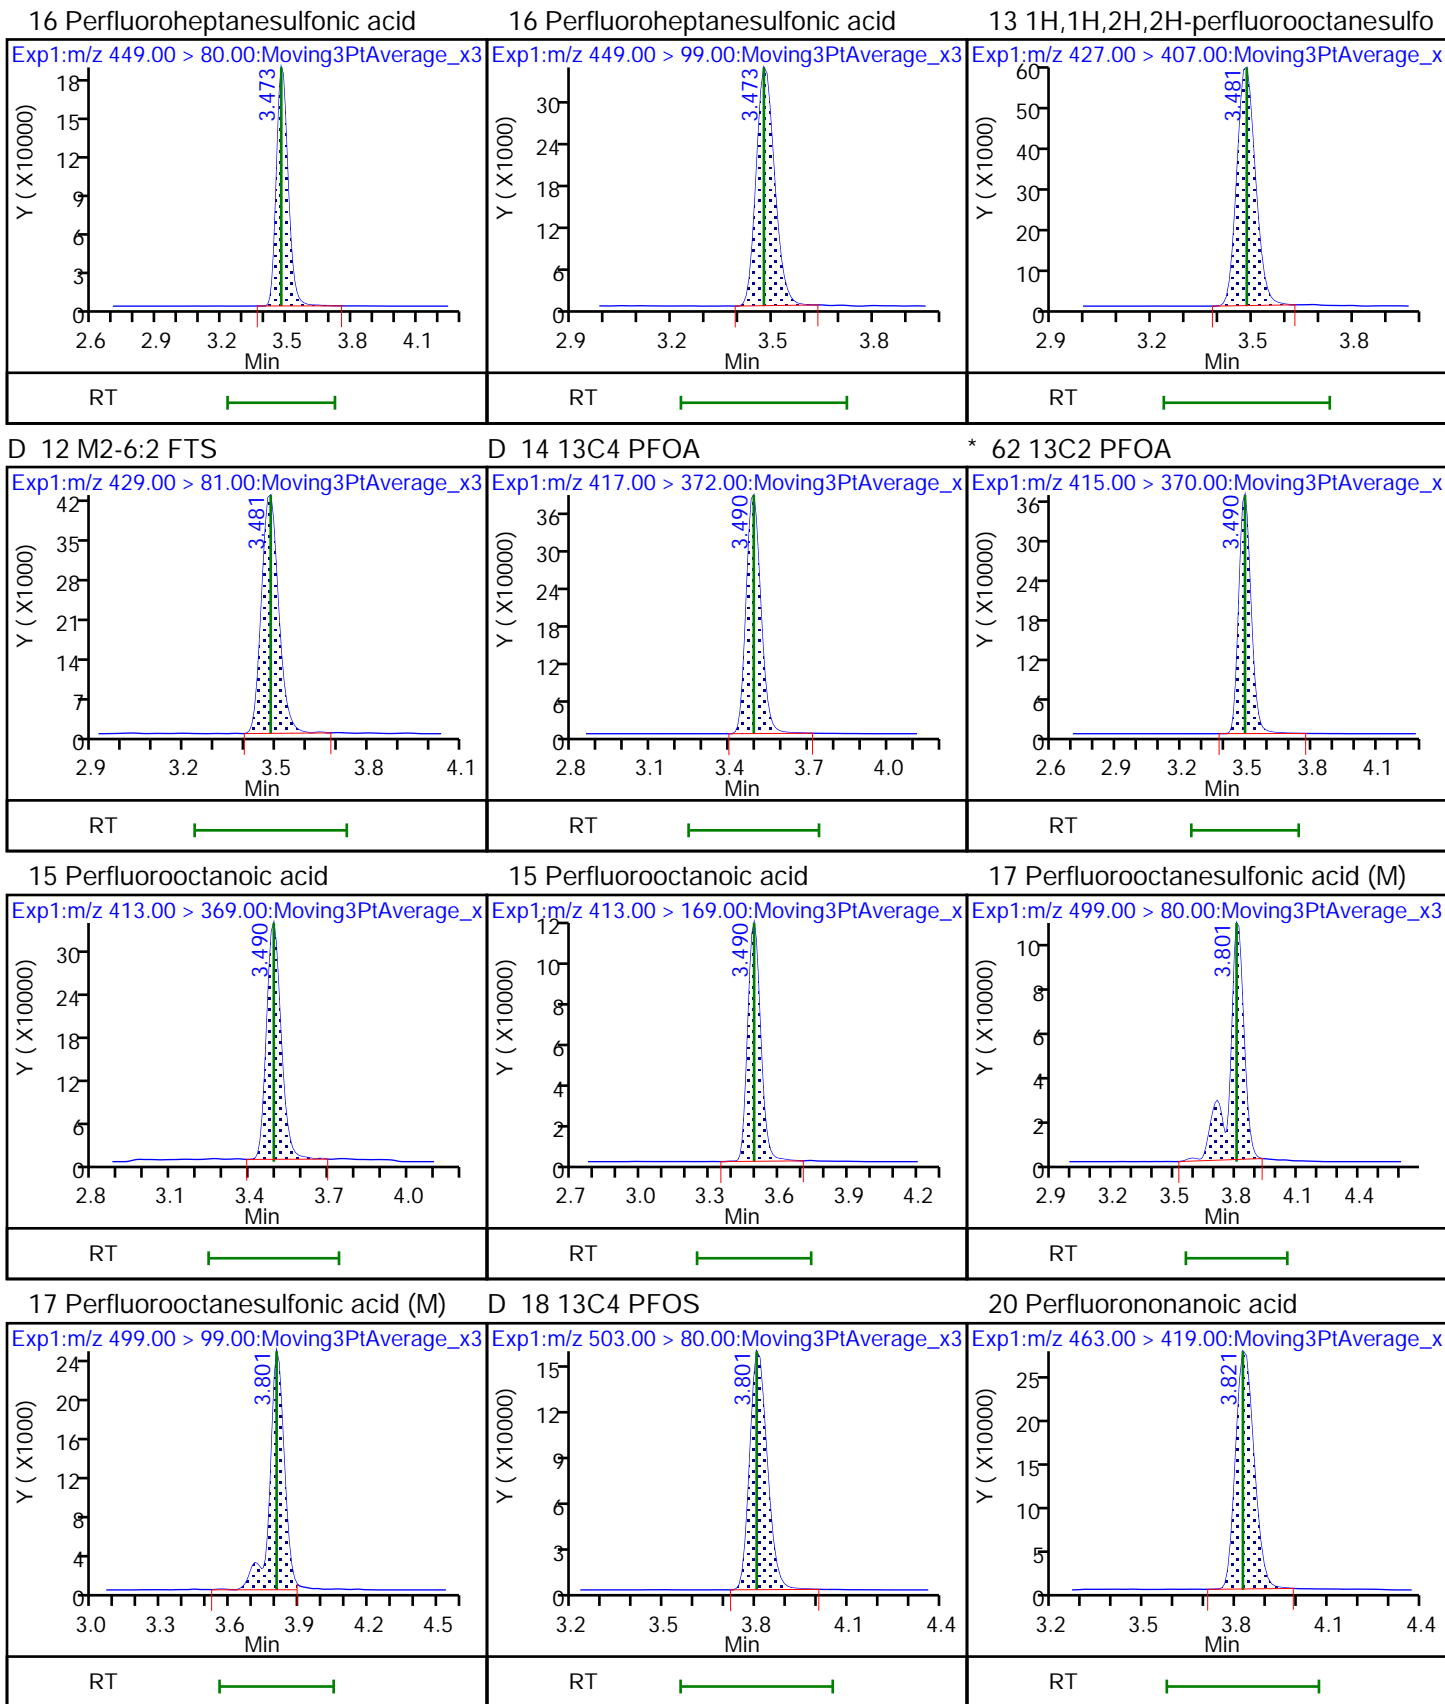 16 Perfluoroheptanesulfonic acid
Exp1:m/z 449.00 > 80.00:Moving3PtAverage_x3
3.473
Y ( X10000)
18
15
12
9
6
3
0
2.6 2.9 3.2 3.5 3.8 4.1
Min
RT
16 Perfluoroheptanesulfonic acid
Exp1:m/z 449.00 > 99.00:Moving3PtAverage_x3
3.473
Y ( X1000)
30
24
18
12
6
0
2.9 3.2 3.5 3.8
Min
RT
13 1H,1H,2H,2H-perfluorooctanesulfo
Exp1:m/z 427.00 > 407.00:Moving3PtAverage_x
3.481
Y ( X1000)
60
50
40
30
20
10
0
2.9 3.2 3.5 3.8
Min
RT
D 12 M2-6:2 FTS
Exp1:m/z 429.00 > 81.00:Moving3PtAverage_x3
3.481
Y ( X1000)
42
35
28
21
14
7
0
2.9 3.2 3.5 3.8 4.1
Min
RT
D 14 13C4 PFOA
Exp1:m/z 417.00 > 372.00:Moving3PtAverage_x
3.490
Y ( X10000)
36
30
24
18
12
6
0
2.8 3.1 3.4 3.7 4.0
Min
RT
* 62 13C2 PFOA
Exp1:m/z 415.00 > 370.00:Moving3PtAverage_x
3.490
Y ( X10000)
36
30
24
18
12
6
0
2.6 2.9 3.2 3.5 3.8 4.1
Min
RT
15 Perfluorooctanoic acid
Exp1:m/z 413.00 > 369.00:Moving3PtAverage_x
3.490
Y ( X10000)
30
24
18
12
6
0
2.8 3.1 3.4 3.7 4.0
Min
RT
15 Perfluorooctanoic acid
Exp1:m/z 413.00 > 169.00:Moving3PtAverage_x
3.490
Y ( X10000)
12
10
8
6
4
2
0
2.7 3.0 3.3 3.6 3.9 4.2
Min
RT
17 Perfluorooctanesulfonic acid (M)
Exp1:m/z 499.00 > 80.00:Moving3PtAverage_x3
3.801
Y ( X10000)
10
8
6
4
2
0
2.9 3.2 3.5 3.8 4.1 4.4
Min
RT
17 Perfluorooctanesulfonic acid (M)
Exp1:m/z 499.00 > 99.00:Moving3PtAverage_x3
3.801
Y ( X1000)
24
20
16
12
8
4
0
3.0 3.3 3.6 3.9 4.2 4.5
Min
RT
D 18 13C4 PFOS
Exp1:m/z 503.00 > 80.00:Moving3PtAverage_x3
3.801
Y ( X10000)
15
12
9
6
3
0
3.2 3.5 3.8 4.1 4.4
Min
RT
20 Perfluorononanoic acid
Exp1:m/z 463.00 > 419.00:Moving3PtAverage_x
3.821
Y ( X10000)
25
20
15
10
5
0
3.2 3.5 3.8 4.1 4.4
Min
RT